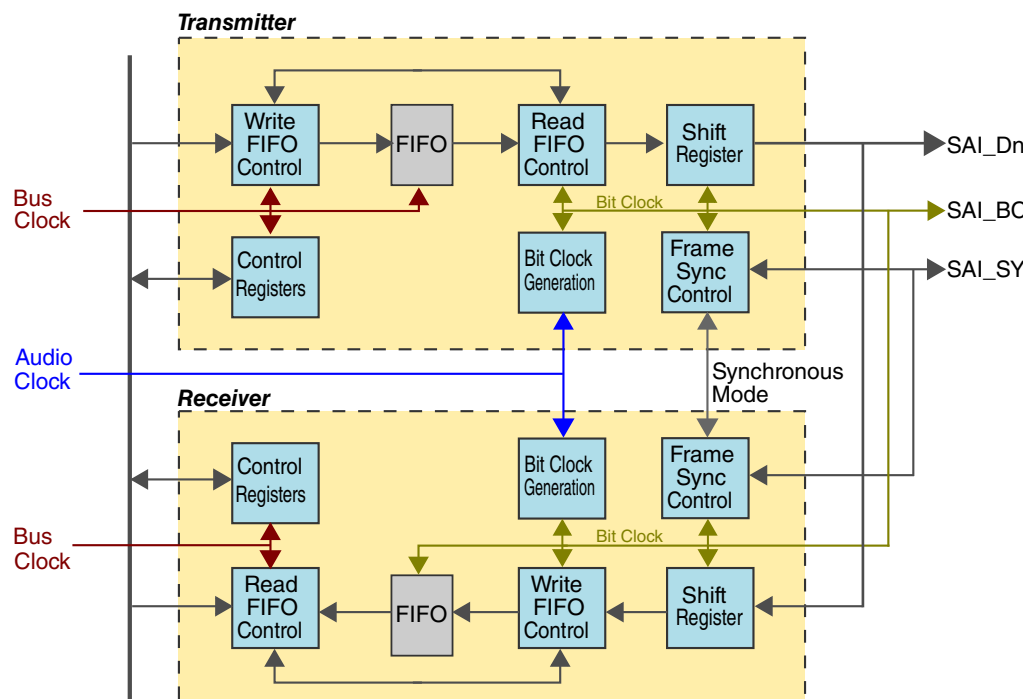 Transmitter
Write
FIFO
Control
FIFO
Read
FIFO
Control
Shift
Register
SAI_Dn
Bus
Clock
Bit Clock
SAI_BC
Control
Registers
Bit Clock
Generation
Frame
Sync
Control
SAI_SY
Audio
Clock
Synchronous
Mode
Receiver
Control
Registers
Bit Clock
Generation
Frame
Sync
Control
Bus
Clock
Bit Clock
Read
FIFO
Control
FIFO
Write
FIFO
Control
Shift
Register